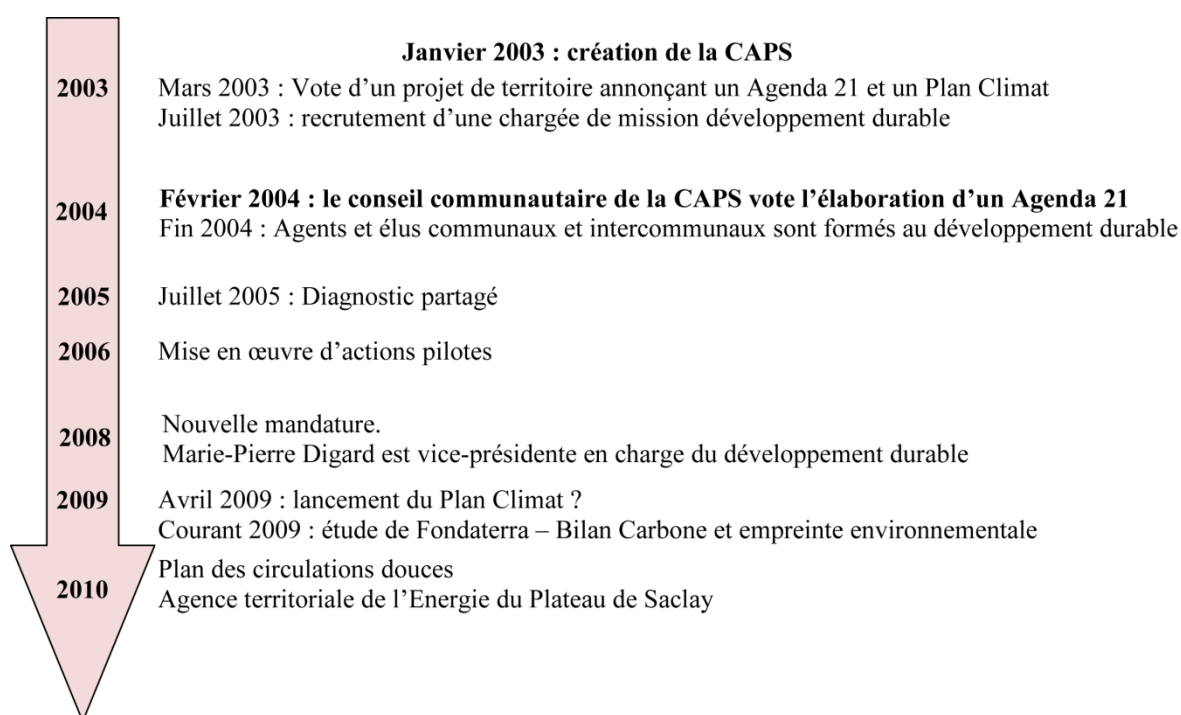 Janvier 2003 : création de la CAPS
2003
Mars 2003 : Vote d’un projet de territoire annonçant un Agenda 21 et un Plan Climat
Juillet 2003 : recrutement d’une chargée de mission développement durable
Février 2004 : le conseil communautaire de la CAPS vote l’élaboration d’un Agenda 21
2004
Fin 2004 : Agents et élus communaux et intercommunaux sont formés au développement durable
2005
Juillet 2005 : Diagnostic partagé
2006
Mise en œuvre d’actions pilotes
2008
Nouvelle mandature.
Marie-Pierre Digard est vice-présidente en charge du développement durable
2009
Avril 2009 : lancement du Plan Climat ?
Courant 2009 : étude de Fondaterra – Bilan Carbone et empreinte environnementale
2010
Plan des circulations douces
Agence territoriale de l’Energie du Plateau de Saclay